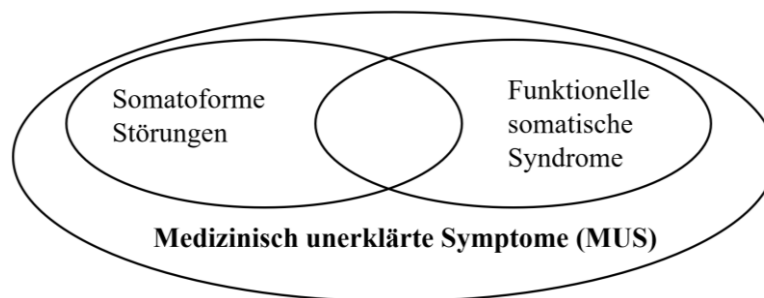 Somatoforme
Störungen
Funktionelle
somatische
Syndrome
Medizinisch unerklärte Symptome (MUS)